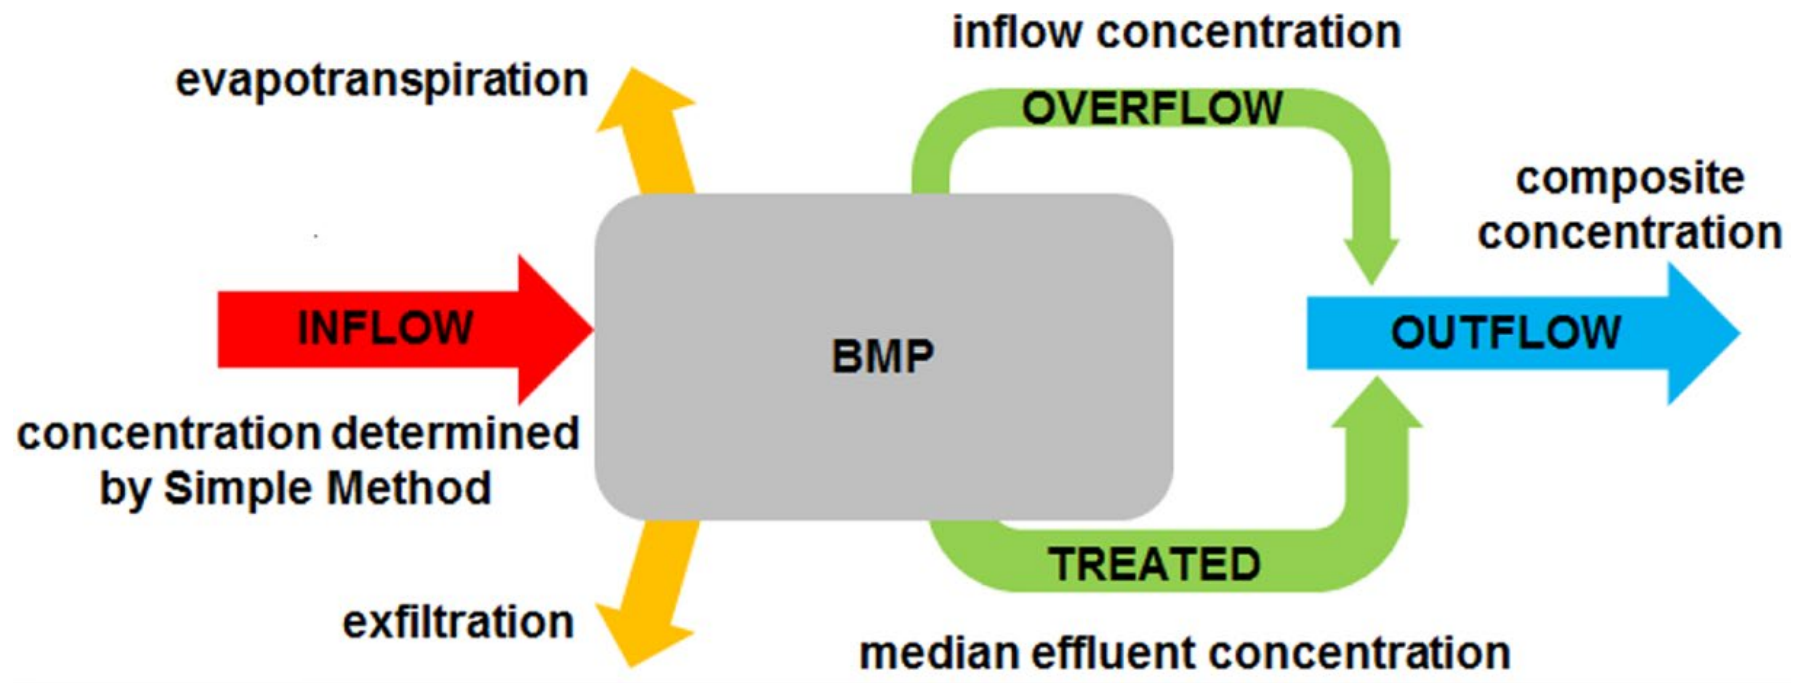 inflow concentration
evapotranspiration
OVERFLOW
composite
concentration
INFLOW
OUTFLOW
BMP
concentration determined
by Simple Method
TREATED
exfiltration
median effluent concentration